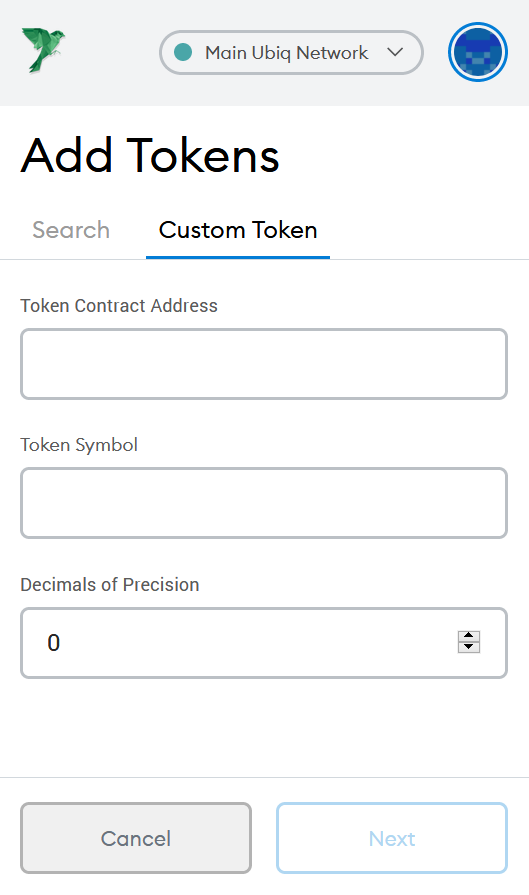 Main Ubiq Network
Add Tokens
Search
Custom Token
Token Contract Address
Token Symbol
Decimals of Precision
0
Cancel
Next